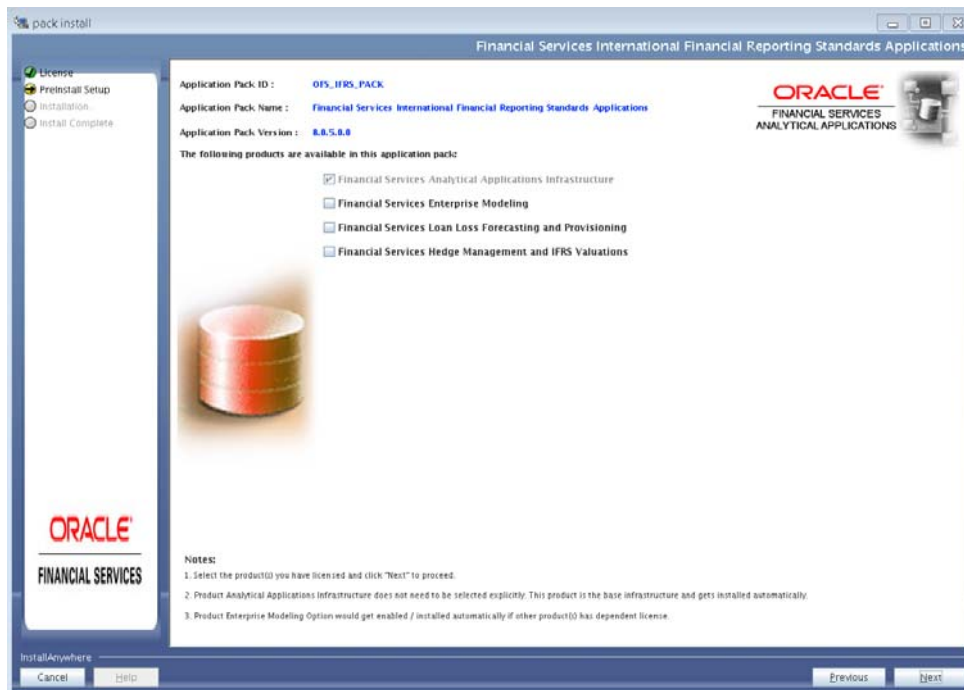 pack install
Financial Services International Financial Reporting Standards Applications
License
PreInstall Setup
Installation
Install Complete
Application Pack ID : OFS_IFRS_PACK
Application Pack Name : Financial Services International Financial Reporting Standards Applications
Application Pack Version : 8.0.5.0.0
The following products are available in this application pack:
ORACLE
FINANCIAL SERVICES
ANALYTICAL APPLICATIONS
Financial Services Analytical Applications Infrastructure
Financial Services Enterprise Modeling
Financial Services Loan Loss Forecasting and Provisioning
Financial Services Hedge Management and IFRS Valuations
ORACLE
FINANCIAL SERVICES
Notes:
1. Select the product(s) you have licensed and click "Next" to proceed.
2. Product Analytical Applications Infrastructure does not need to be selected explicitly. This product is the base infrastructure and gets installed automatically.
3. Product Enterprise Modeling Option would get enabled / installed automatically if other product(s) has dependent license.
InstallAnywhere
Cancel
Help
Previous
Next